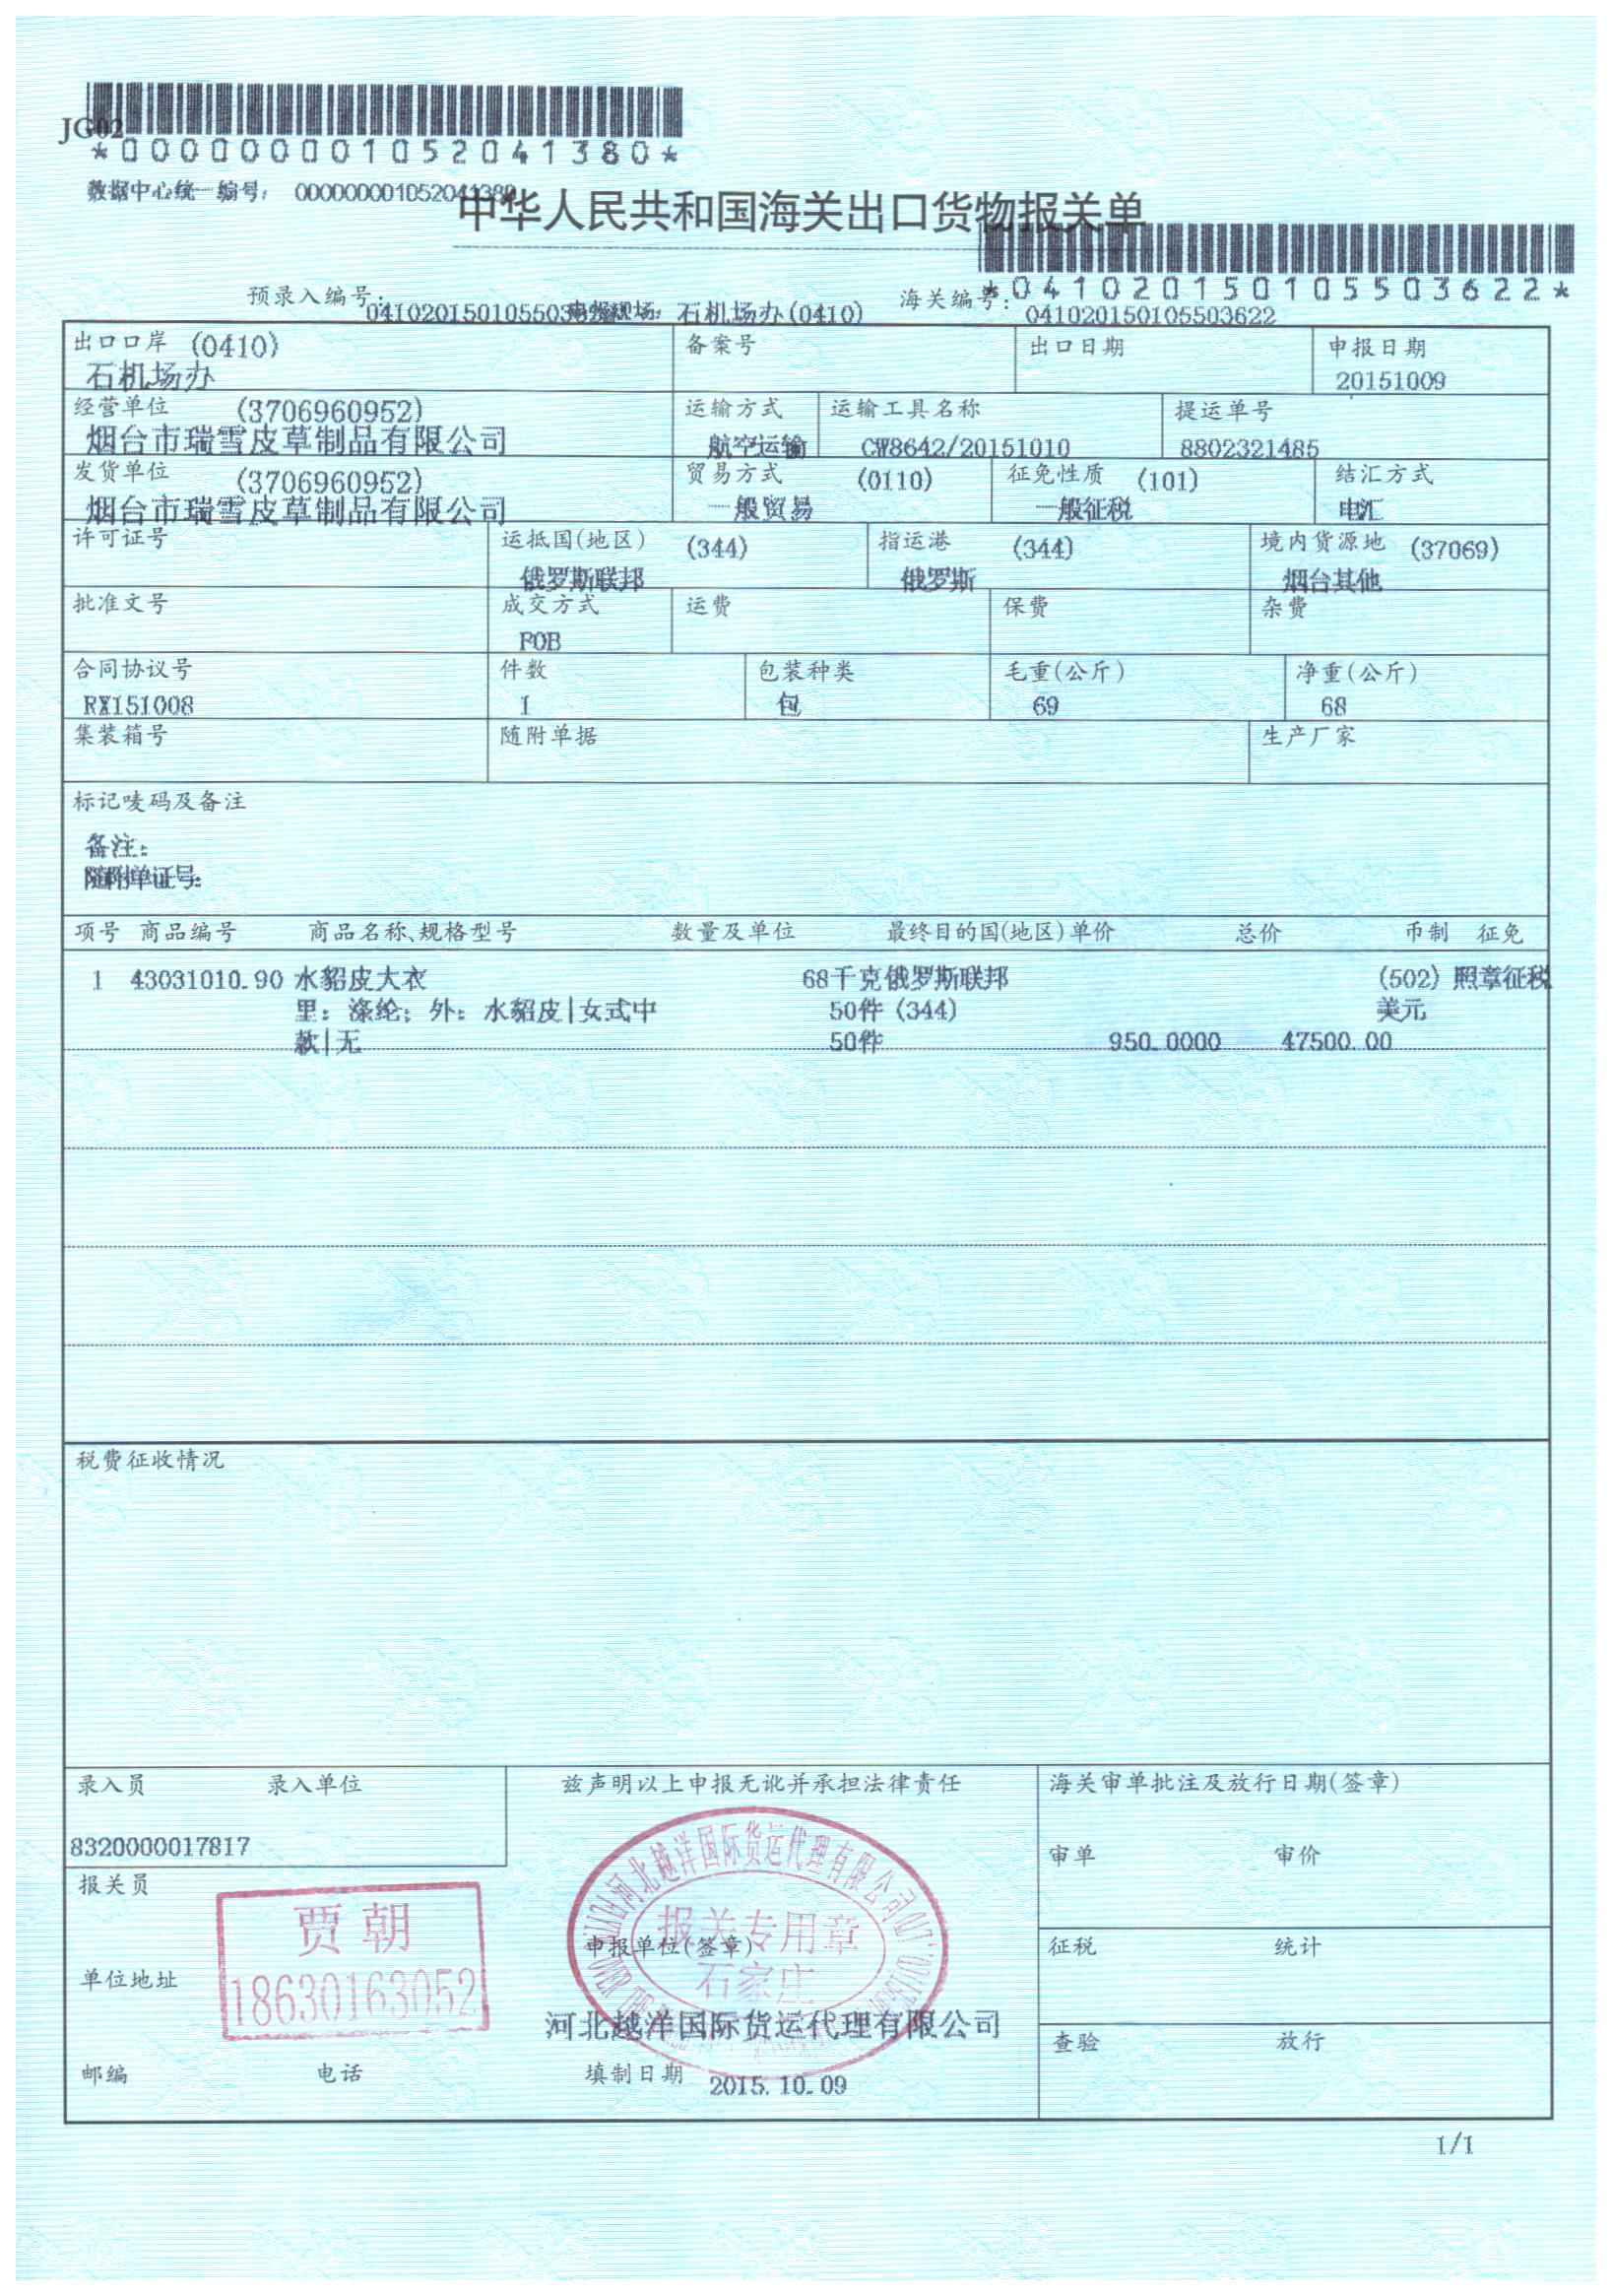 JG02
*000000001052041380*
数据中心统一编号: 000000001052041380
中华人民共和国海关出口货物报关单
*041020150105503622*
预录入编号: 041020150105503622 申报现场: 石机场办(0410) 海关编号: 041020150105503622
出口口岸 (0410) 备案号 出口日期 申报日期
石机场办 20151009
经营单位 (3706960952) 运输方式 运输工具名称 提运单号
烟台市瑞雪皮草制品有限公司 航空运输 CW8642/20151010 8802321485
发货单位 (3706960952) 贸易方式 (0110) 征免性质 (101) 结汇方式
烟台市瑞雪皮草制品有限公司 一般贸易 一般征税 电汇
许可证号 运抵国(地区) (344) 指运港 (344) 境内货源地 (37069)
俄罗斯联邦 俄罗斯 烟台其他
批准文号 成交方式 运费 保费 杂费
FOB
合同协议号 件数 包装种类 毛重(公斤) 净重(公斤)
RX151008 1 包 69 68
集装箱号 随附单据 生产厂家
标记唛码及备注
备注:
随附单证号:
项号 商品编号 商品名称、规格型号 数量及单位 最终目的国(地区) 单价 总价 币制 征免
1 43031010.90 水貂皮大衣 68千克 俄罗斯联邦 (502) 照章征税
里: 涤纶; 外: 水貂皮|女式中 50件 (344) 美元
款|无 50件 950.0000 47500.00
税费征收情况
录入员 录入单位 兹声明以上申报无讹并承担法律责任 海关审单批注及放行日期(签章)
8320000017817
审单 审价
报关员
贾朝
18630163052
河北越洋国际货运代理有限公司
报关专用章
石家庄
申报单位(签章)
征税 统计
单位地址
河北越洋国际货运代理有限公司
查验 放行
邮编 电话 填制日期 2015.10.09
1/1